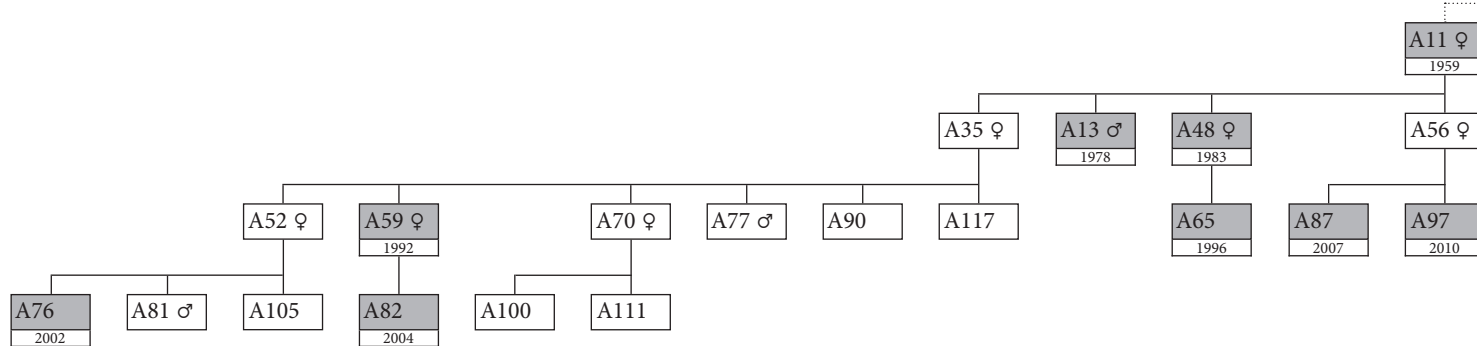 A11 ♀
1959
A35 ♀ A13 ♂ A48 ♀ A56 ♀
1978 1983
A52 ♀ A59 ♀ A70 ♀ A77 ♂ A90 A117 A65 A87 A97
1992 1996 2007 2010
A76 A81 ♂ A105 A82 A100 A111
2002 2004